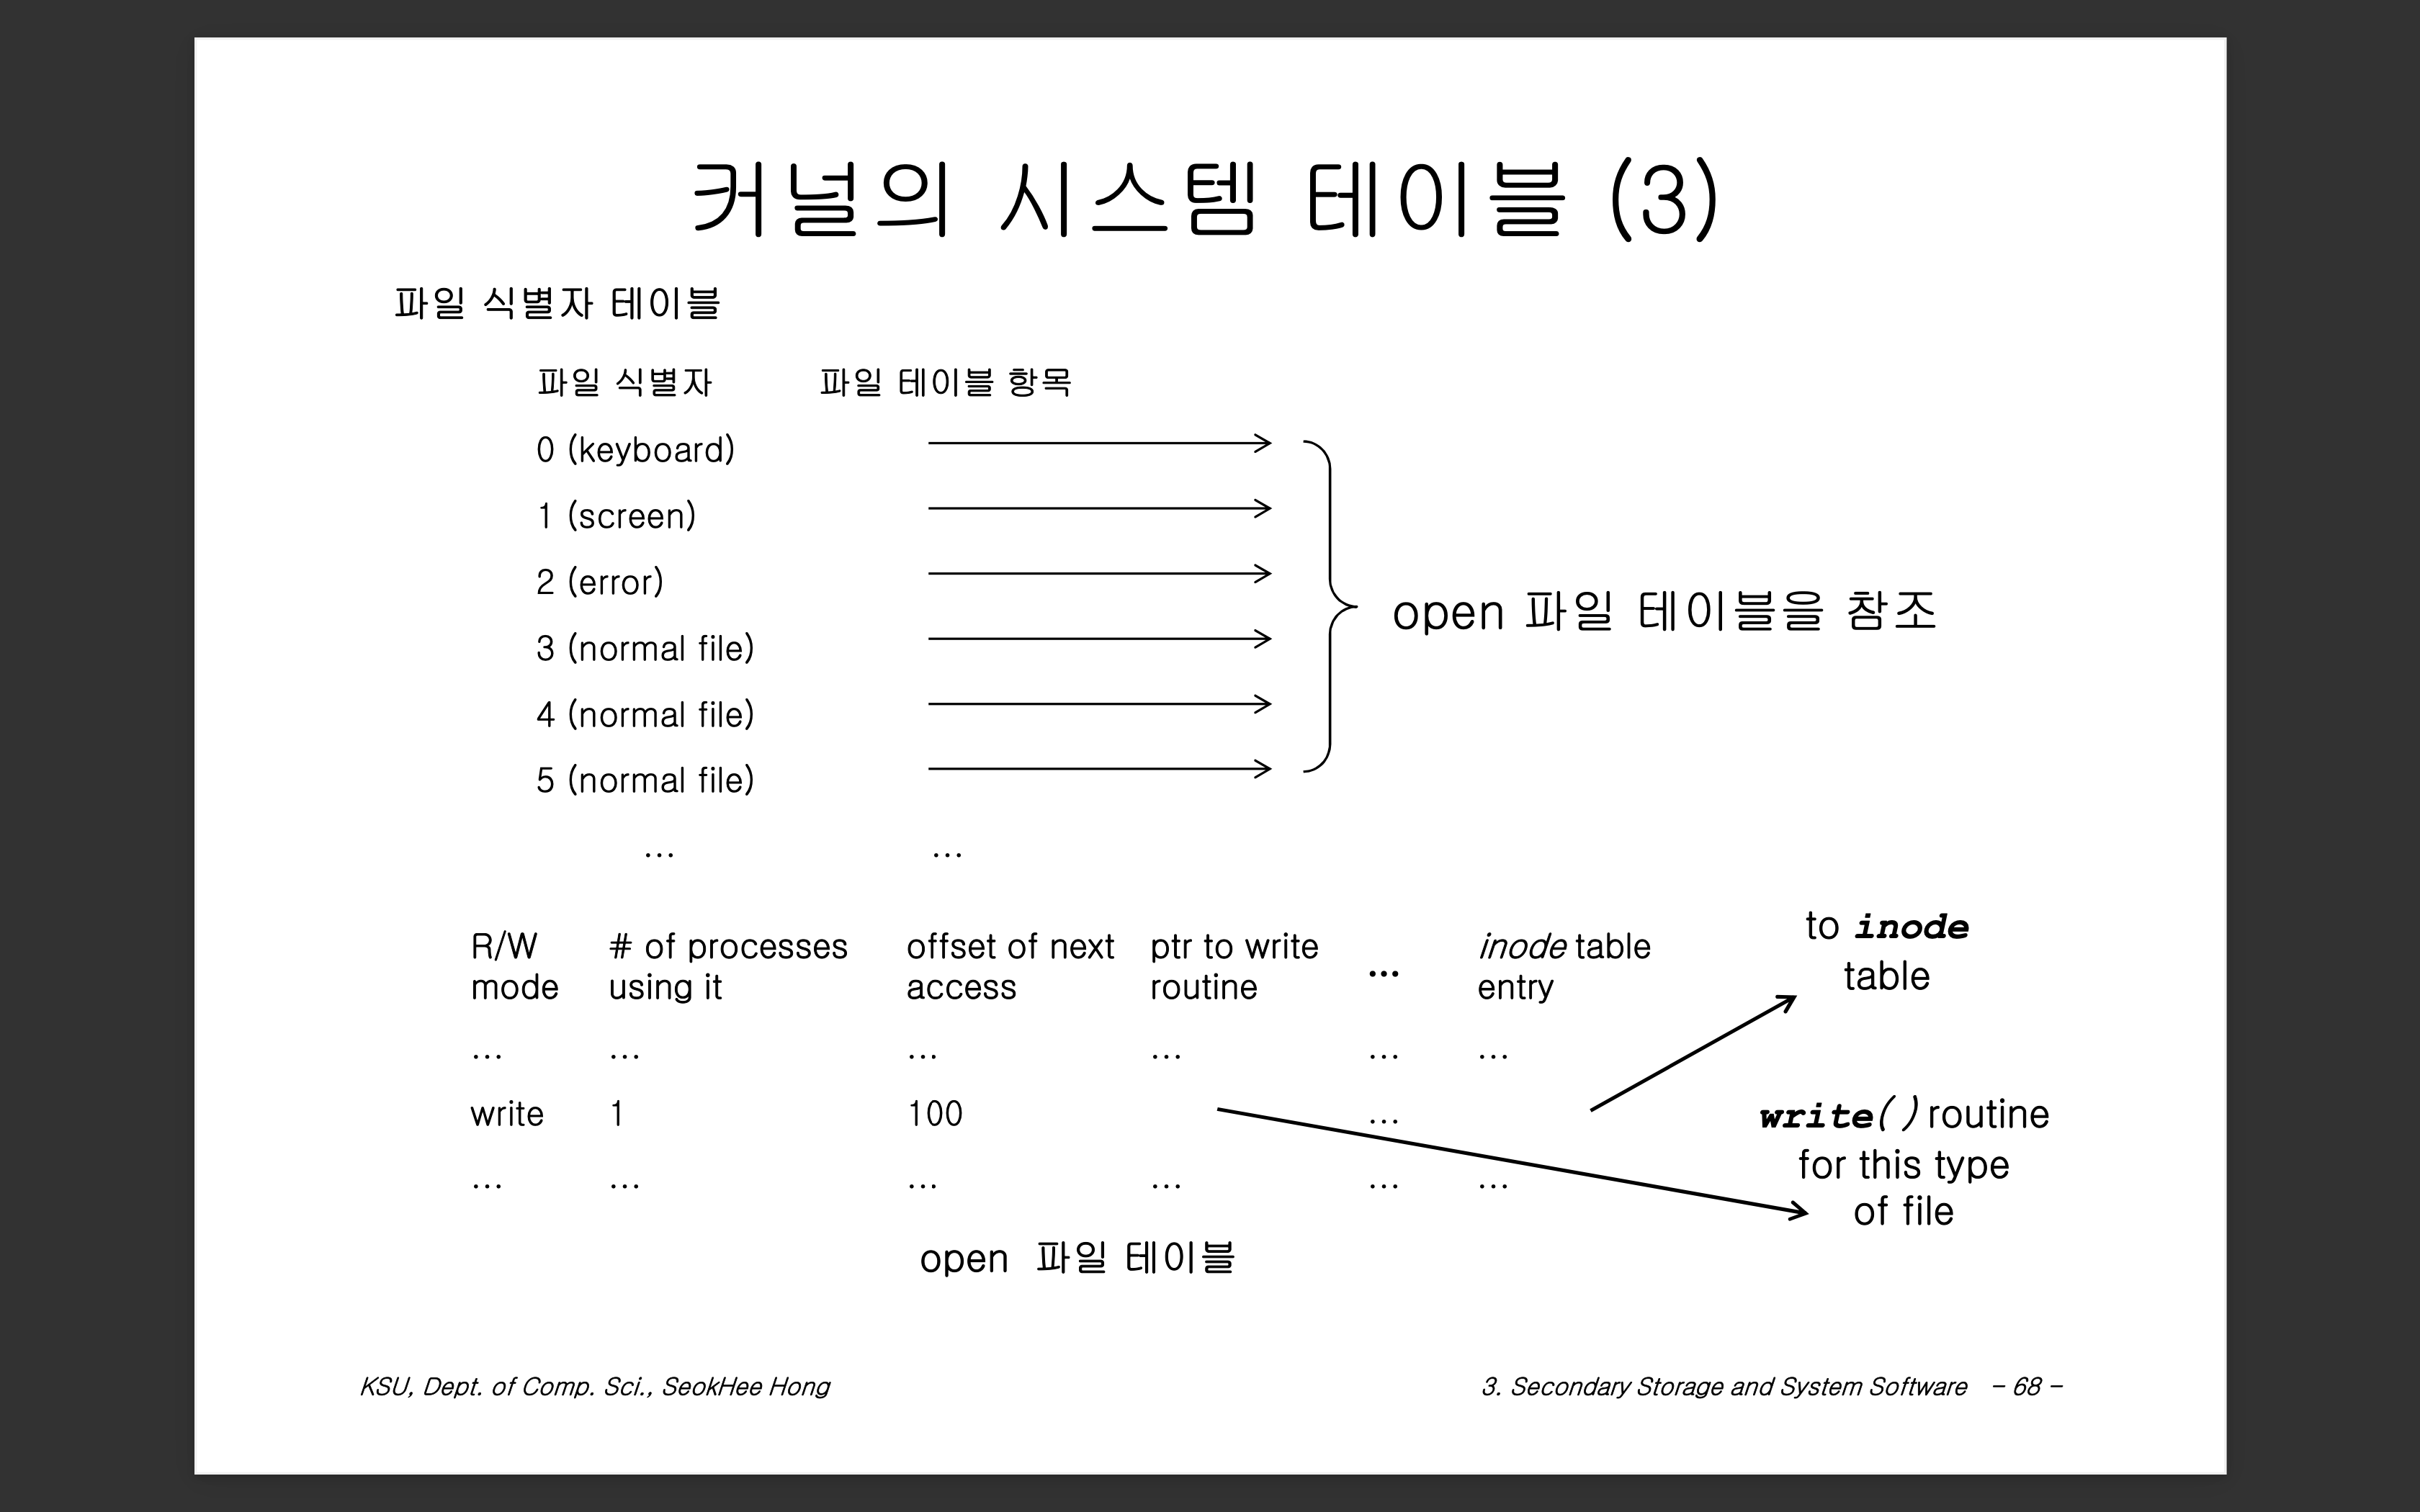 커널의 시스템 테이블 (3)
파일 식별자 테이블
파일 식별자 파일 테이블 항목
0 (keyboard)
1 (screen)
2 (error)
3 (normal file)
4 (normal file)
5 (normal file)
… …
open 파일 테이블을 참조
R/W mode # of processes using it offset of next access ptr to write routine … inode table entry
… … … … … …
write 1 100 …
… … … … … …
to inode
table
write() routine
for this type
of file
open 파일 테이블
KSU, Dept. of Comp. Sci., SeokHee Hong
3. Secondary Storage and System Software - 68 -